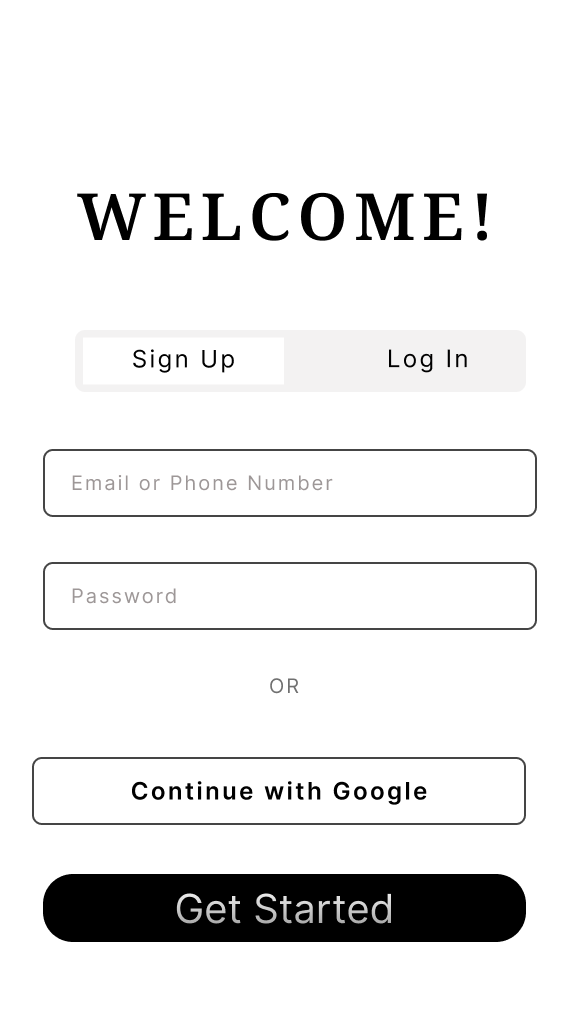 WELCOME!
Sign Up Log In
Email or Phone Number
Password
OR
Continue with Google
Get Started